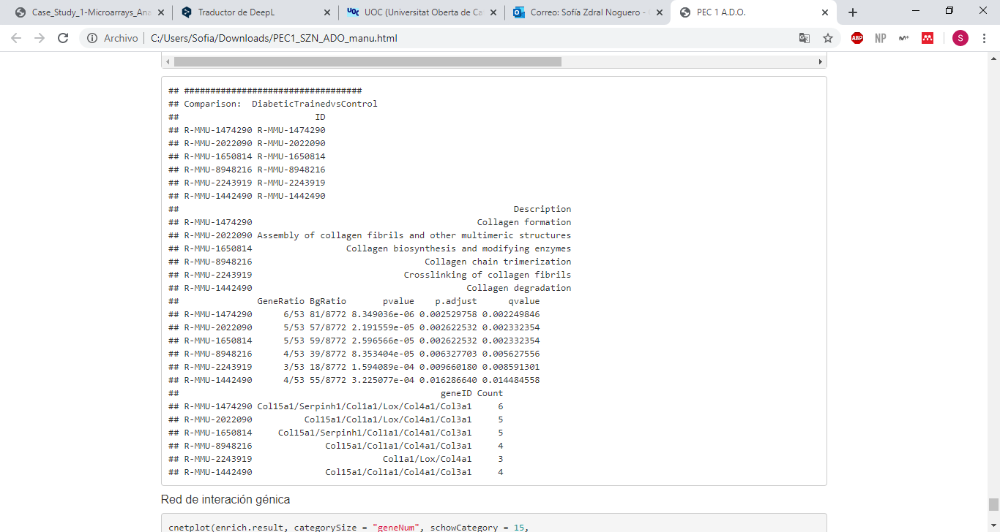 Case_Study_1-Microarrays_Ana
Traductor de DeepL
UOC (Universitat Oberta de Ca
Correo: Sofía Zdral Noguero -
PEC 1 A.D.O.
Archivo
C:/Users/Sofia/Downloads/PEC1_SZN_ADO_manu.html
ABP
NP
S
## ##################################
## Comparison:  DiabeticTrainedvsControl
##                          ID
## R-MMU-1474290 R-MMU-1474290
## R-MMU-2022090 R-MMU-2022090
## R-MMU-1650814 R-MMU-1650814
## R-MMU-8948216 R-MMU-8948216
## R-MMU-2243919 R-MMU-2243919
## R-MMU-1442490 R-MMU-1442490
##                                                                Description
## R-MMU-1474290                                           Collagen formation
## R-MMU-2022090 Assembly of collagen fibrils and other multimeric structures
## R-MMU-1650814                  Collagen biosynthesis and modifying enzymes
## R-MMU-8948216                                 Collagen chain trimerization
## R-MMU-2243919                             Crosslinking of collagen fibrils
## R-MMU-1442490                                         Collagen degradation
##               GeneRatio BgRatio       pvalue    p.adjust      qvalue
## R-MMU-1474290      6/53 81/8772 8.349036e-06 0.002529758 0.002249846
## R-MMU-2022090      5/53 57/8772 2.191559e-05 0.002622532 0.002332354
## R-MMU-1650814      5/53 59/8772 2.596566e-05 0.002622532 0.002332354
## R-MMU-8948216      4/53 39/8772 8.353404e-05 0.006327703 0.005627556
## R-MMU-2243919      3/53 18/8772 1.594089e-04 0.009660180 0.008591301
## R-MMU-1442490      4/53 55/8772 3.225077e-04 0.016286640 0.014484558
##                                                  geneID Count
## R-MMU-1474290 Col15a1/Serpinh1/Col1a1/Lox/Col4a1/Col3a1     6
## R-MMU-2022090          Col15a1/Col1a1/Lox/Col4a1/Col3a1     5
## R-MMU-1650814     Col15a1/Serpinh1/Col1a1/Col4a1/Col3a1     5
## R-MMU-8948216              Col15a1/Col1a1/Col4a1/Col3a1     4
## R-MMU-2243919                         Col1a1/Lox/Col4a1     3
## R-MMU-1442490              Col15a1/Col1a1/Col4a1/Col3a1     4
Red de interación génica
cnetplot(enrich.result, categorySize = "geneNum", schowCategory = 15,